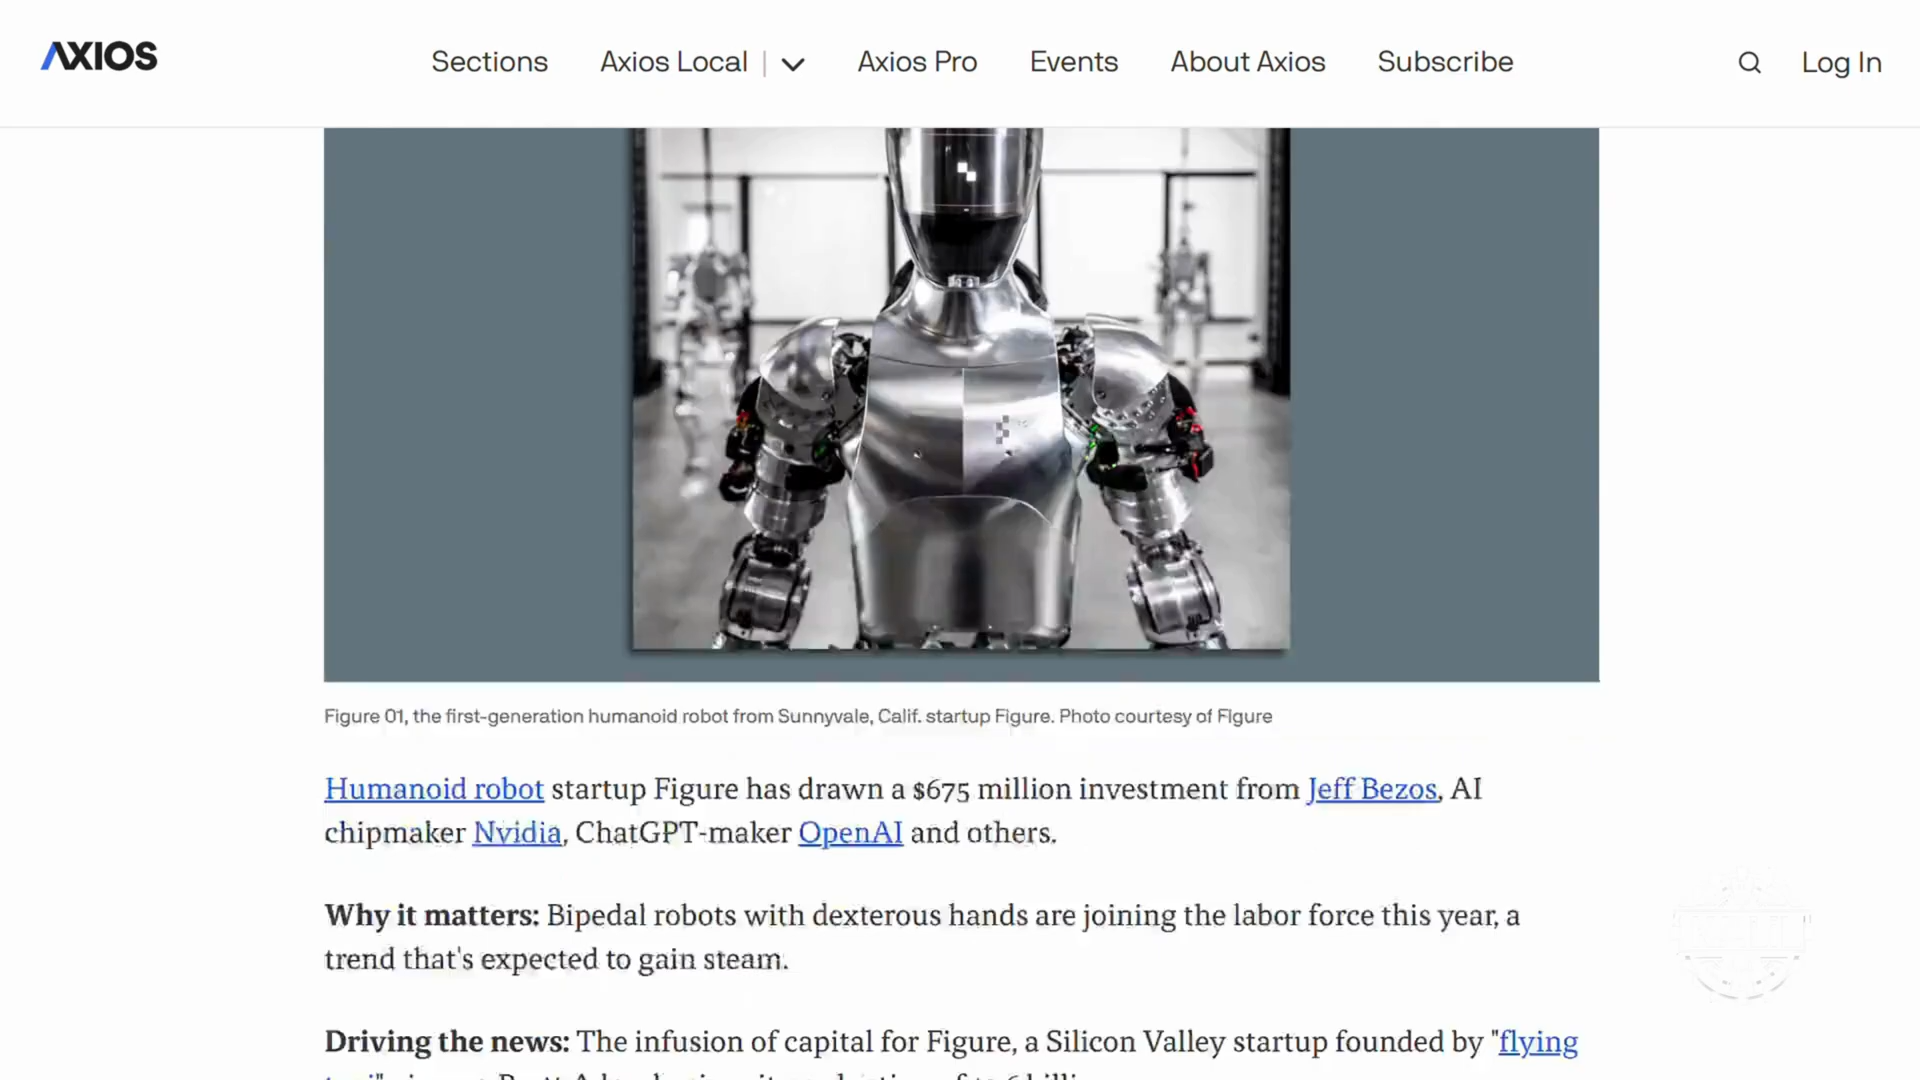 AXIOS
Sections
Axios Local
Axios Pro
Events
About Axios
Subscribe
Log In
Figure 01, the first-generation humanoid robot from Sunnyvale, Calif. startup Figure. Photo courtesy of Figure
Humanoid robot startup Figure has drawn a $675 million investment from Jeff Bezos, AI
chipmaker Nvidia, ChatGPT-maker OpenAI and others.
Why it matters: Bipedal robots with dexterous hands are joining the labor force this year, a
trend that's expected to gain steam.
Driving the news: The infusion of capital for Figure, a Silicon Valley startup founded by "flying